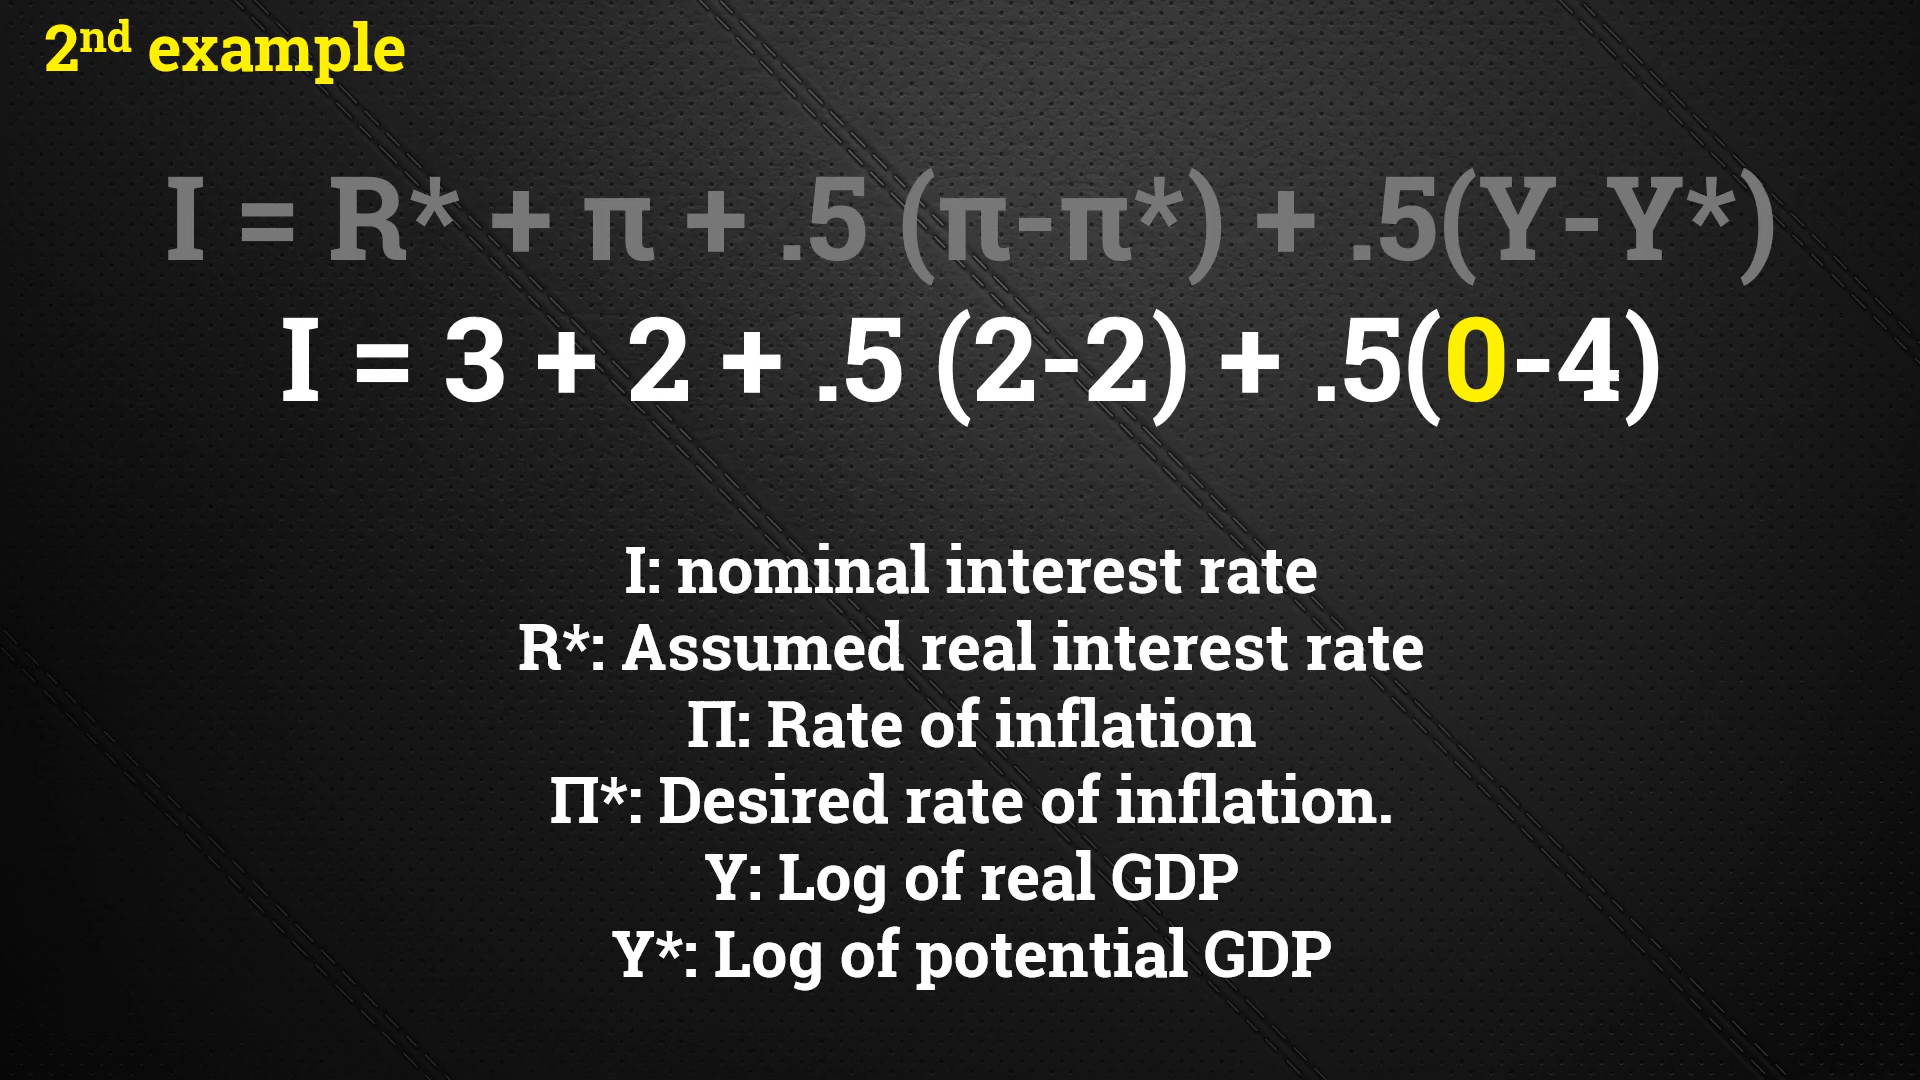 2nd example
I = R* + π + .5 (π-π*) + .5(Y-Y*)
I = 3 + 2 + .5 (2-2) + .5(0-4)
I: nominal interest rate
R*: Assumed real interest rate
Π: Rate of inflation
Π*: Desired rate of inflation.
Y: Log of real GDP
Y*: Log of potential GDP